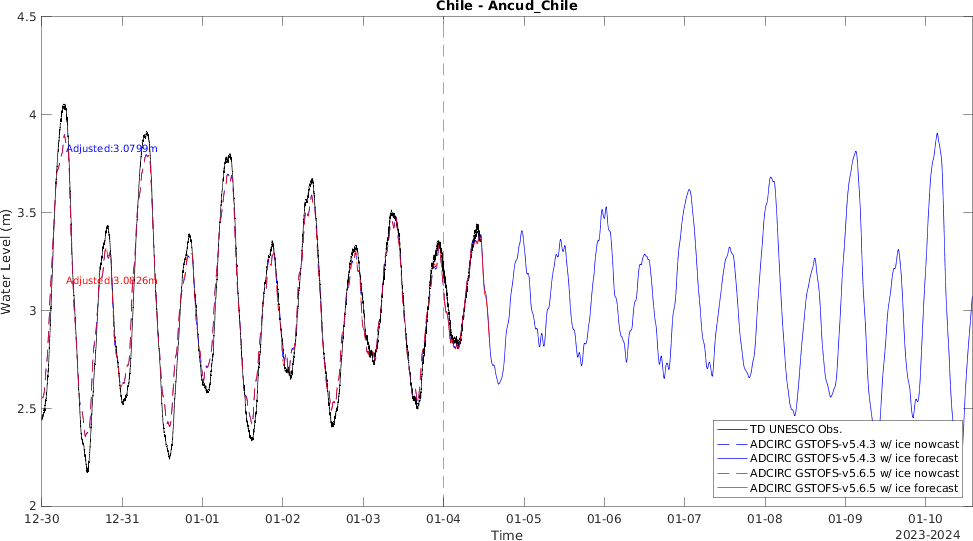 Chile - Ancud_Chile
4.5
4
3.5
3
2.5
2
Water Level (m)
Adjusted:3.0799m
Adjusted:3.0826m
TD UNESCO Obs.
ADCIRC GSTOFS-v5.4.3 w/ ice nowcast
ADCIRC GSTOFS-v5.4.3 w/ ice forecast
ADCIRC GSTOFS-v5.6.5 w/ ice nowcast
ADCIRC GSTOFS-v5.6.5 w/ ice forecast
12-30 12-31 01-01 01-02 01-03 01-04 01-05 01-06 01-07 01-08 01-09 01-10
Time
2023-2024